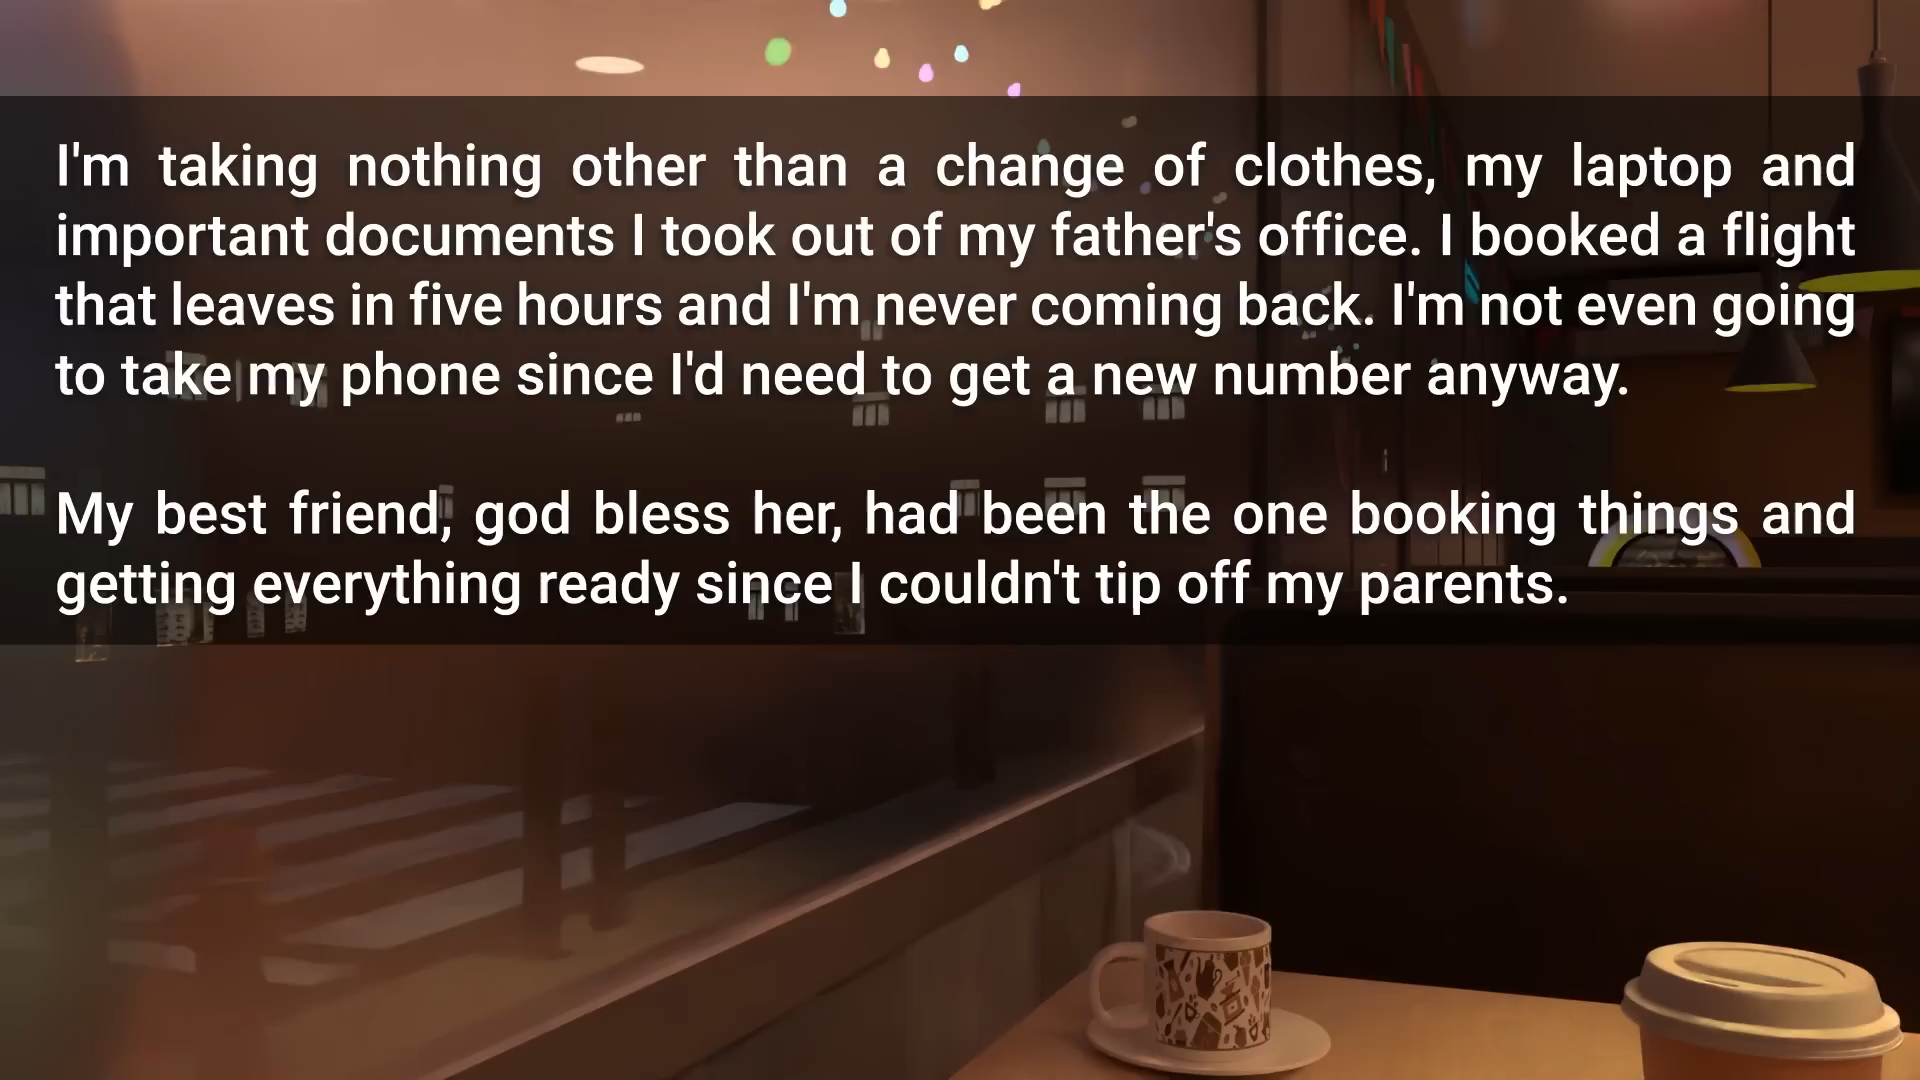 I'm taking nothing other than a change of clothes, my laptop and
important documents I took out of my father's office. I booked a flight
that leaves in five hours and I'm never coming back. I'm not even going
to take my phone since I'd need to get a new number anyway.
My best friend, god bless her, had been the one booking things and
getting everything ready since I couldn't tip off my parents.